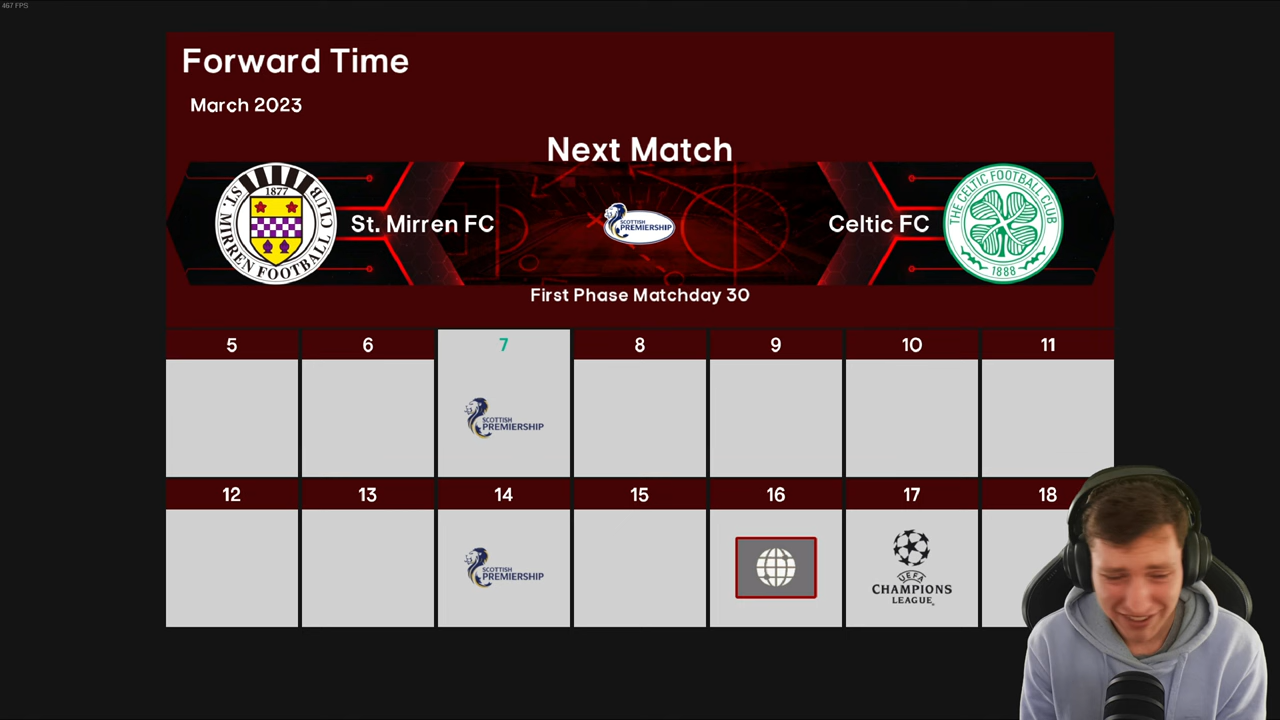 467 FPS
Forward Time
March 2023
Next Match
1877
ST. MIRREN FOOTBALL CLUB
St. Mirren FC
SCOTTISH
PREMIERSHIP
Celtic FC
THE CELTIC FOOTBALL CLUB
1888
First Phase Matchday 30
5 6 7 8 9 10 11
SCOTTISH
PREMIERSHIP
12 13 14 15 16 17 18
SCOTTISH
PREMIERSHIP
UEFA
CHAMPIONS
LEAGUE